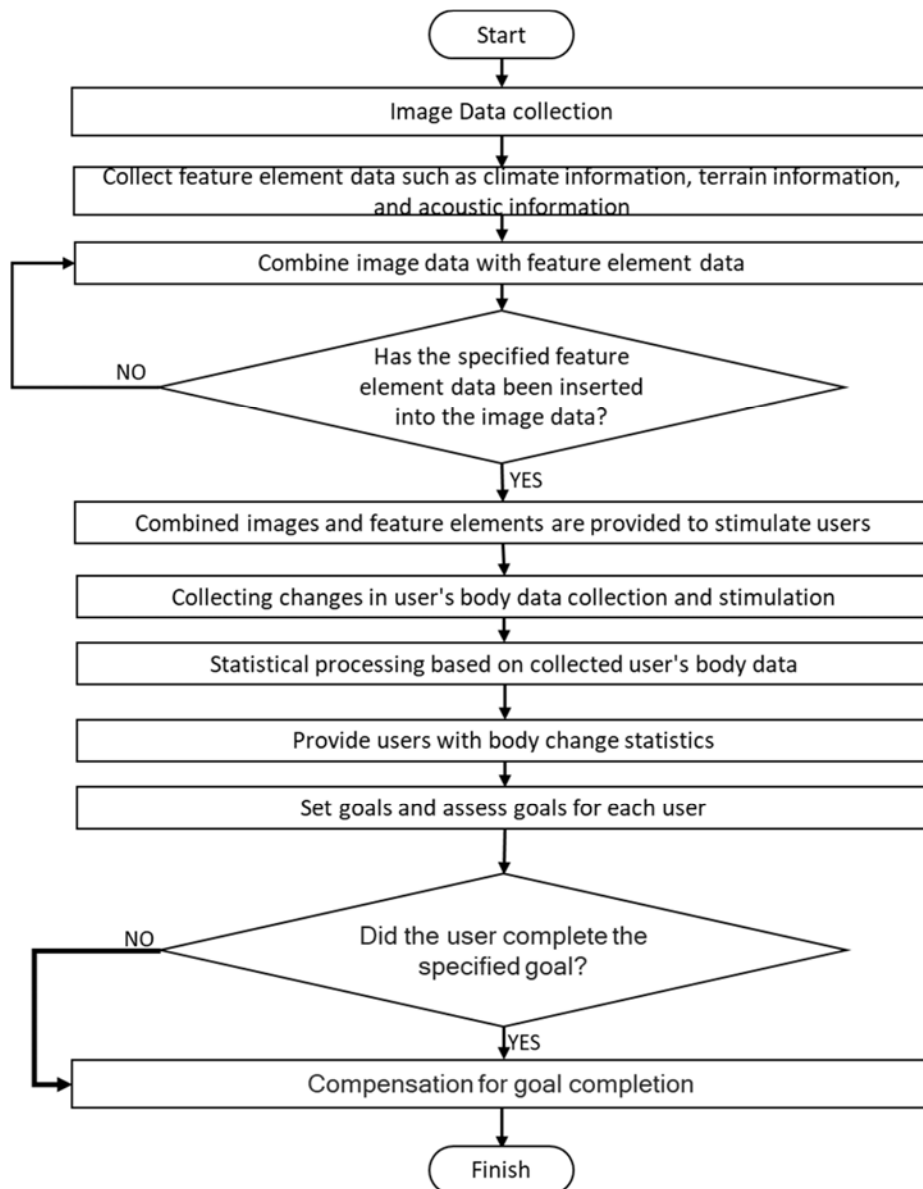 Start
Image Data collection
Collect feature element data such as climate information, terrain information,
and acoustic information
Combine image data with feature element data
Has the specified feature
element data been inserted
into the image data?
NO
YES
Combined images and feature elements are provided to stimulate users
Collecting changes in user's body data collection and stimulation
Statistical processing based on collected user's body data
Provide users with body change statistics
Set goals and assess goals for each user
NO
Did the user complete the
specified goal?
YES
Compensation for goal completion
Finish